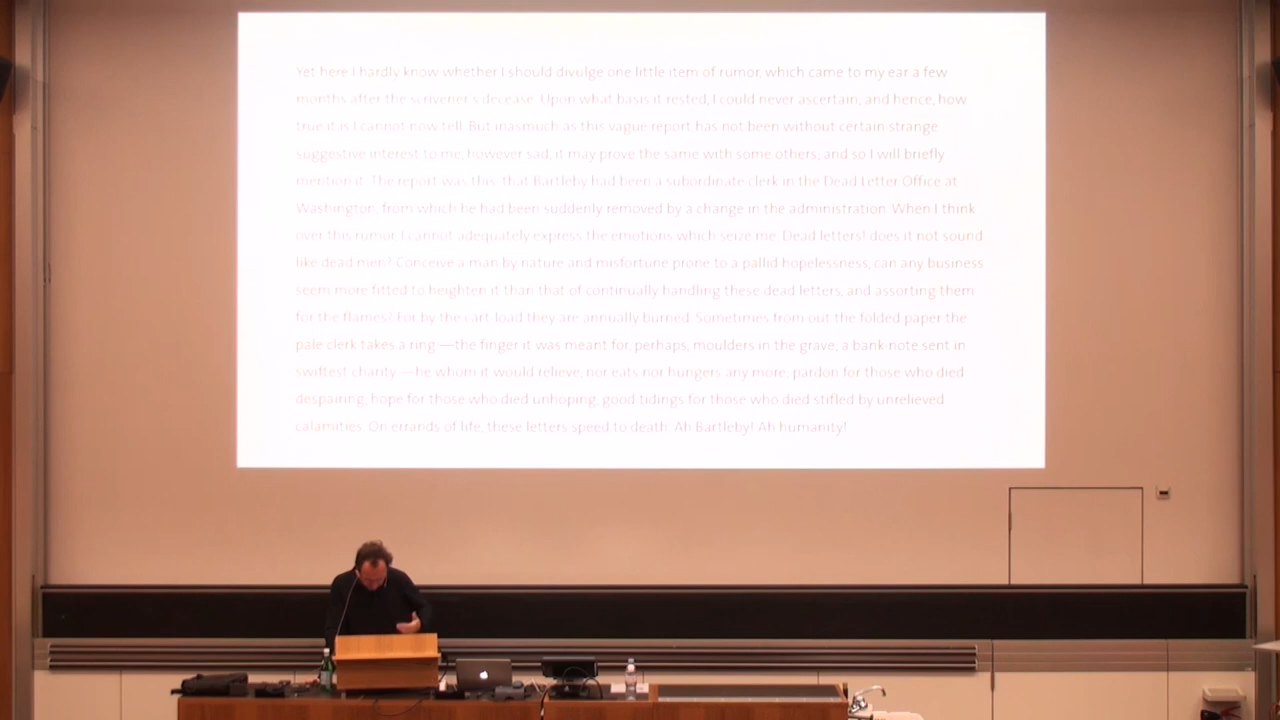 Yet here I hardly know whether I should divulge one little item of rumor, which came to my ear a few
months after the scrivener's decease. Upon what basis it rested, I could never ascertain; and hence, how
true it is I cannot now tell. But inasmuch as this vague report has not been without certain strange
suggestive interest to me, however sad, it may prove the same with some others; and so I will briefly
mention it. The report was this: that Bartleby had been a subordinate clerk in the Dead Letter Office at
Washington, from which he had been suddenly removed by a change in the administration. When I think
over this rumor, I cannot adequately express the emotions which seize me. Dead letters! does it not sound
like dead men? Conceive a man by nature and misfortune prone to a pallid hopelessness, can any business
seem more fitted to heighten it than that of continually handling these dead letters, and assorting them
for the flames? For by the cart-load they are annually burned. Sometimes from out the folded paper the
pale clerk takes a ring:—the finger it was meant for, perhaps, moulders in the grave; a bank-note sent in
swiftest charity:—he whom it would relieve, nor eats nor hungers any more; pardon for those who died
despairing; hope for those who died unhoping; good tidings for those who died stifled by unrelieved
calamities. On errands of life, these letters speed to death. Ah Bartleby! Ah humanity!